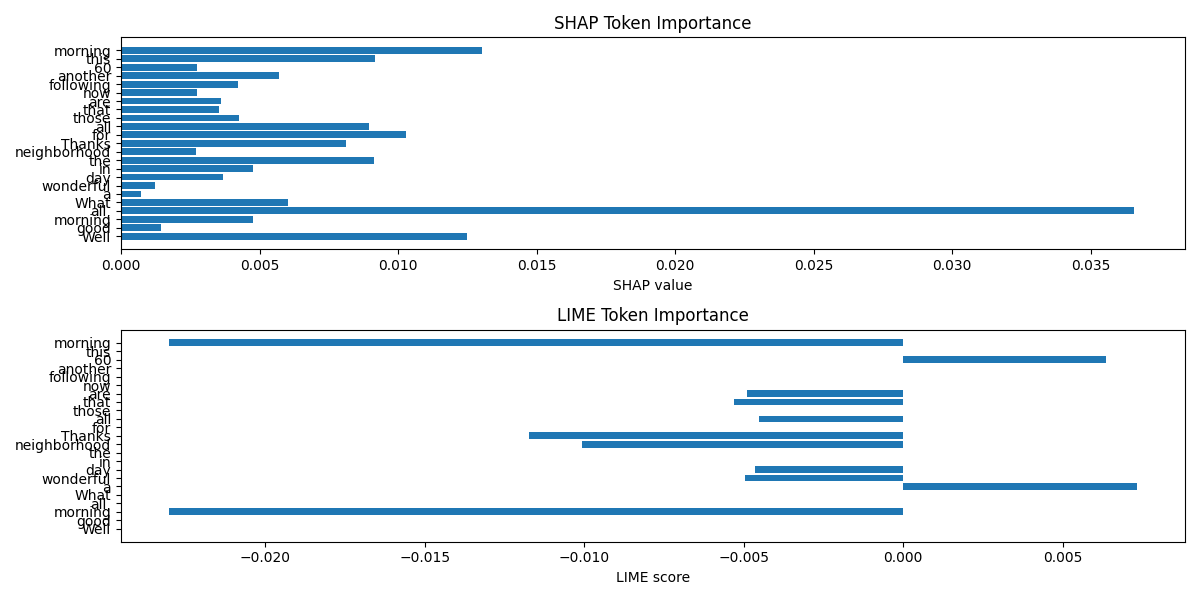 SHAP Token Importance
morning
this
60
another
following
now
are
that
those
all
for
Thanks
neighborhood
the
in
day
wonderful
a
What
all,
morning
good
Well
0.000 0.005 0.010 0.015 0.020 0.025 0.030 0.035
SHAP value
LIME Token Importance
morning
this
60
another
following
now
are
that
those
all
for
Thanks
neighborhood
the
in
day
wonderful
a
What
all,
morning
good
Well
−0.020 −0.015 −0.010 −0.005 0.000 0.005
LIME score